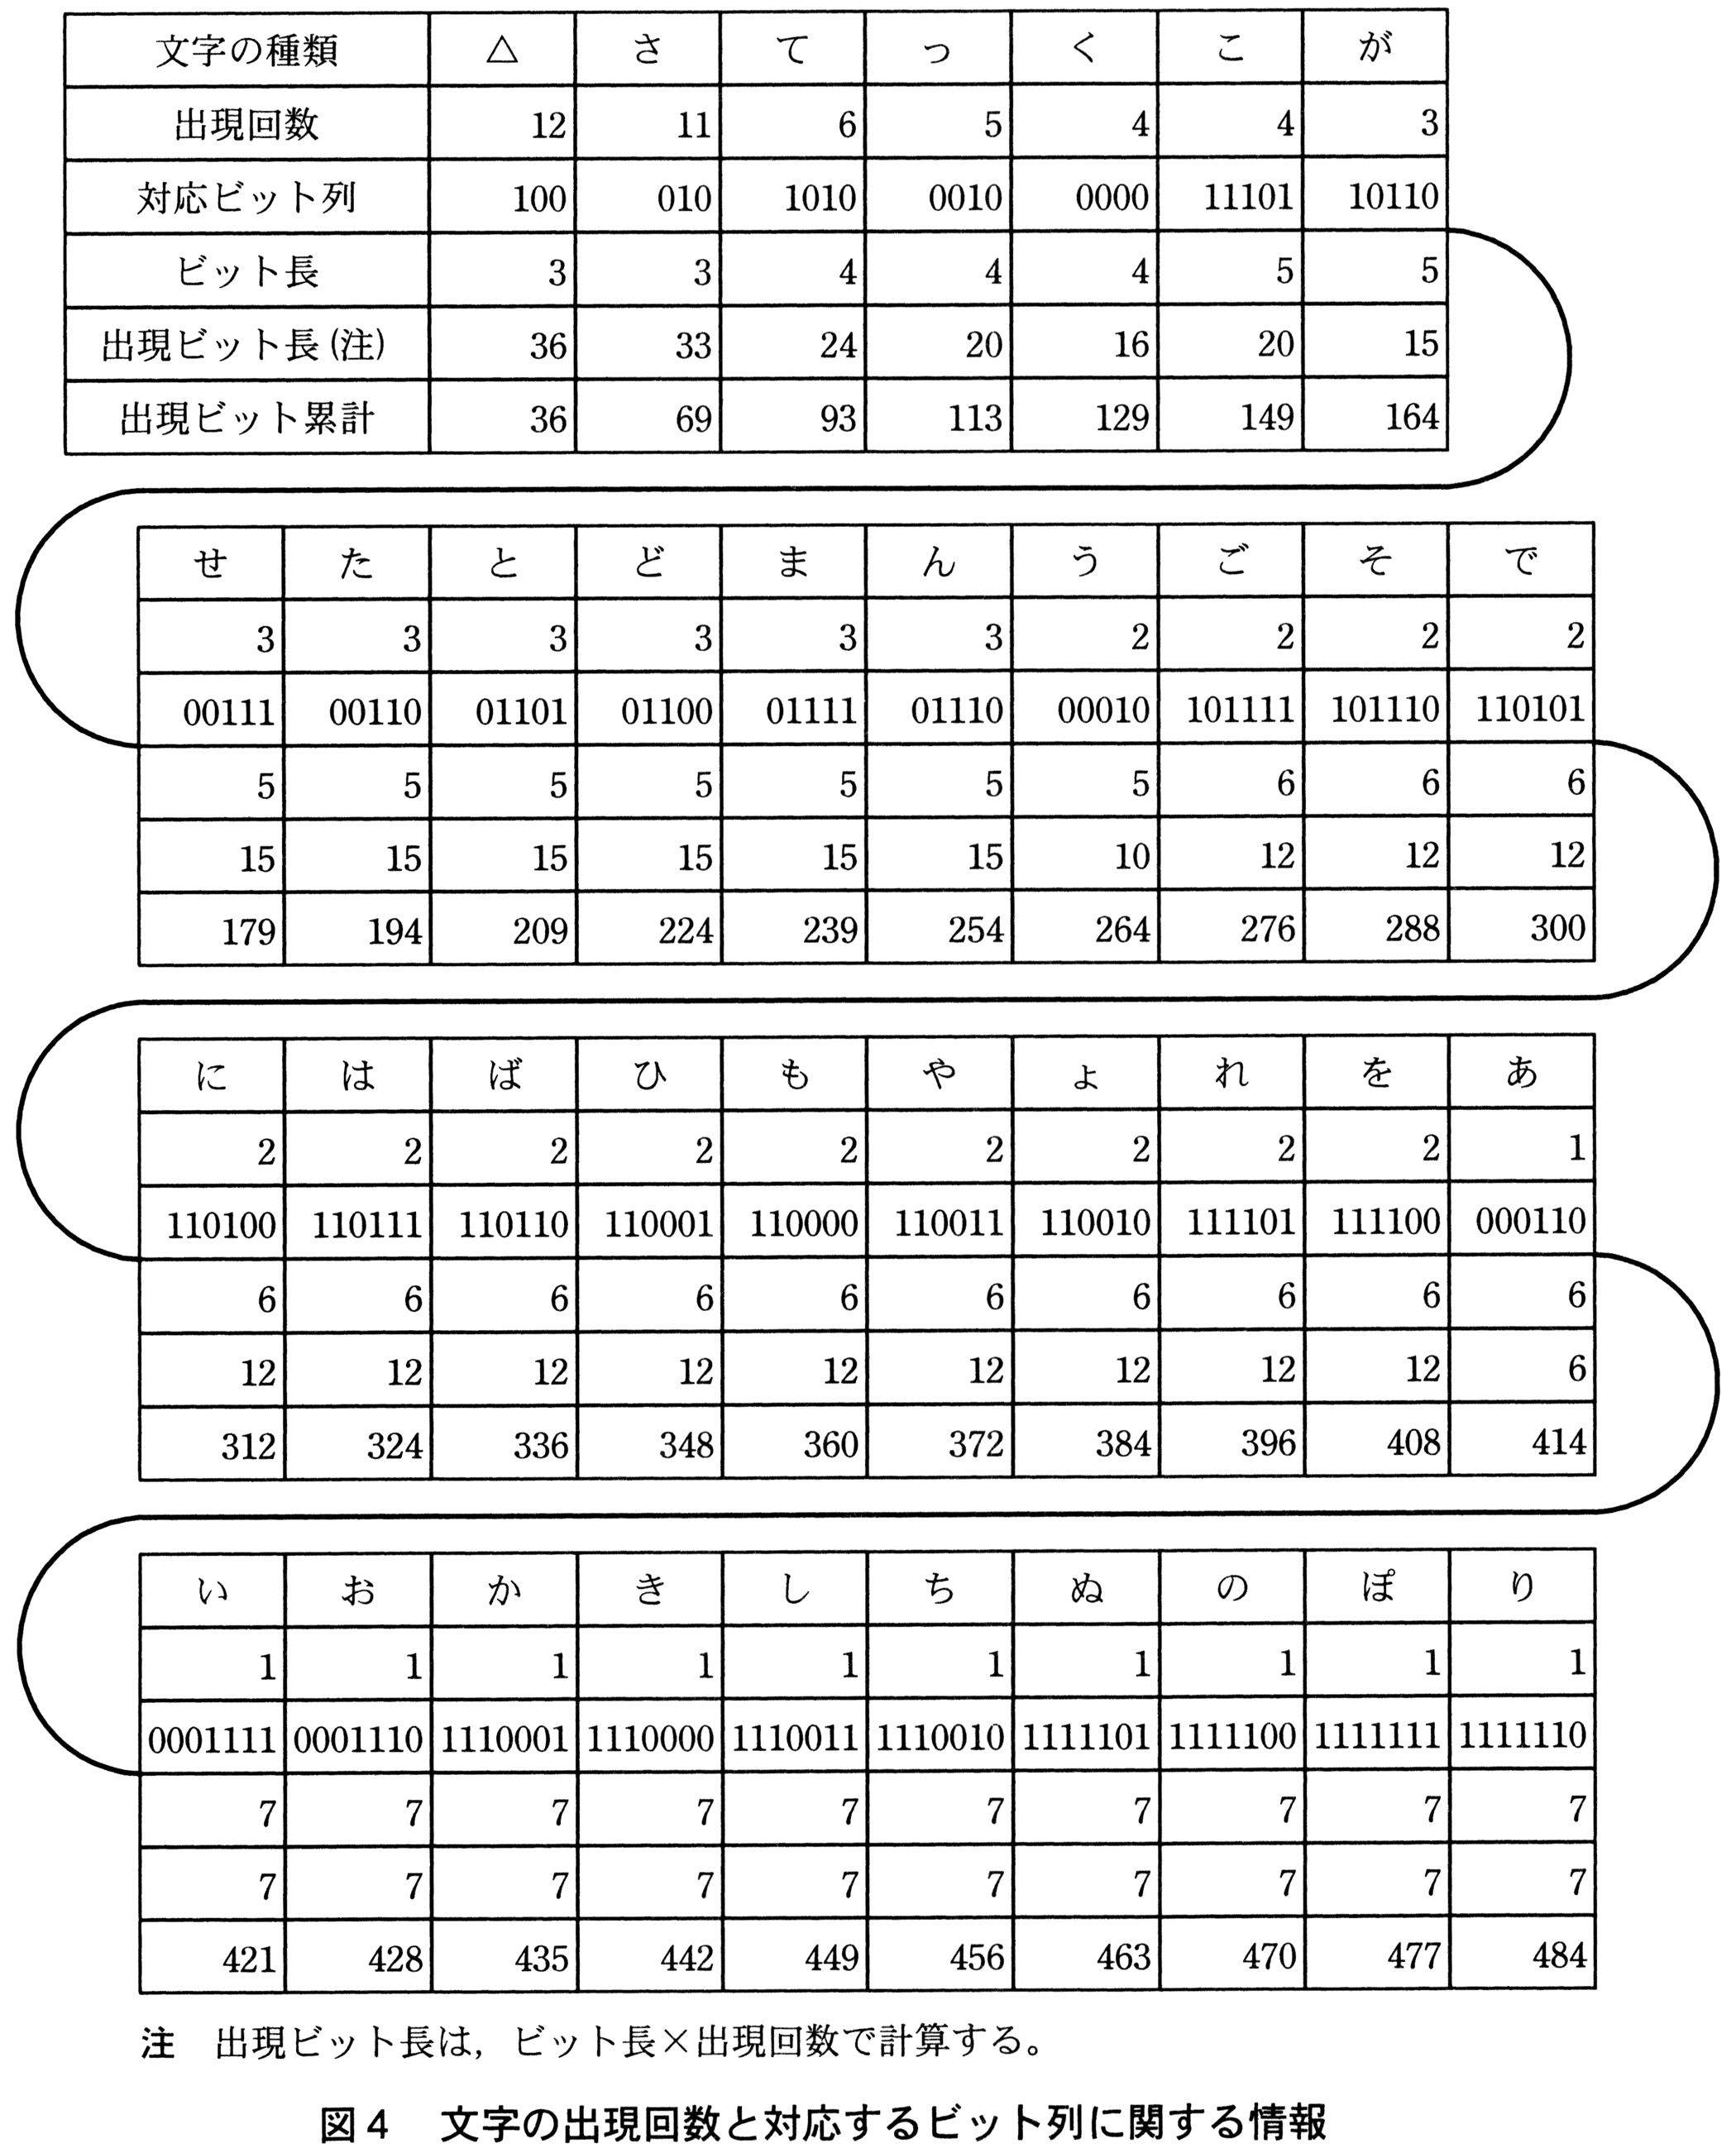 文字の種類 △ さ て っ く こ が
出現回数 12 11 6 5 4 4 3
対応ビット列 100 010 1010 0010 0000 11101 10110
ビット長 3 3 4 4 4 5 5
出現ビット長(注) 36 33 24 20 16 20 15
出現ビット累計 36 69 93 113 129 149 164
せ た と ど ま ん う ご そ で
3 3 3 3 3 3 2 2 2 2
00111 00110 01101 01100 01111 01110 00010 101111 101110 110101
5 5 5 5 5 5 5 6 6 6
15 15 15 15 15 15 10 12 12 12
179 194 209 224 239 254 264 276 288 300
に は ば ひ も や ょ れ を あ
2 2 2 2 2 2 2 2 2 1
110100 110111 110110 110001 110000 110011 110010 111101 111100 000110
6 6 6 6 6 6 6 6 6 6
12 12 12 12 12 12 12 12 12 6
312 324 336 348 360 372 384 396 408 414
い お か き し ち ぬ の ぽ り
1 1 1 1 1 1 1 1 1 1
0001111 0001110 1110001 1110000 1110011 1110010 1111101 1111100 1111111 1111110
7 7 7 7 7 7 7 7 7 7
7 7 7 7 7 7 7 7 7 7
421 428 435 442 449 456 463 470 477 484
注 出現ビット長は，ビット長×出現回数で計算する。
図4 文字の出現回数と対応するビット列に関する情報